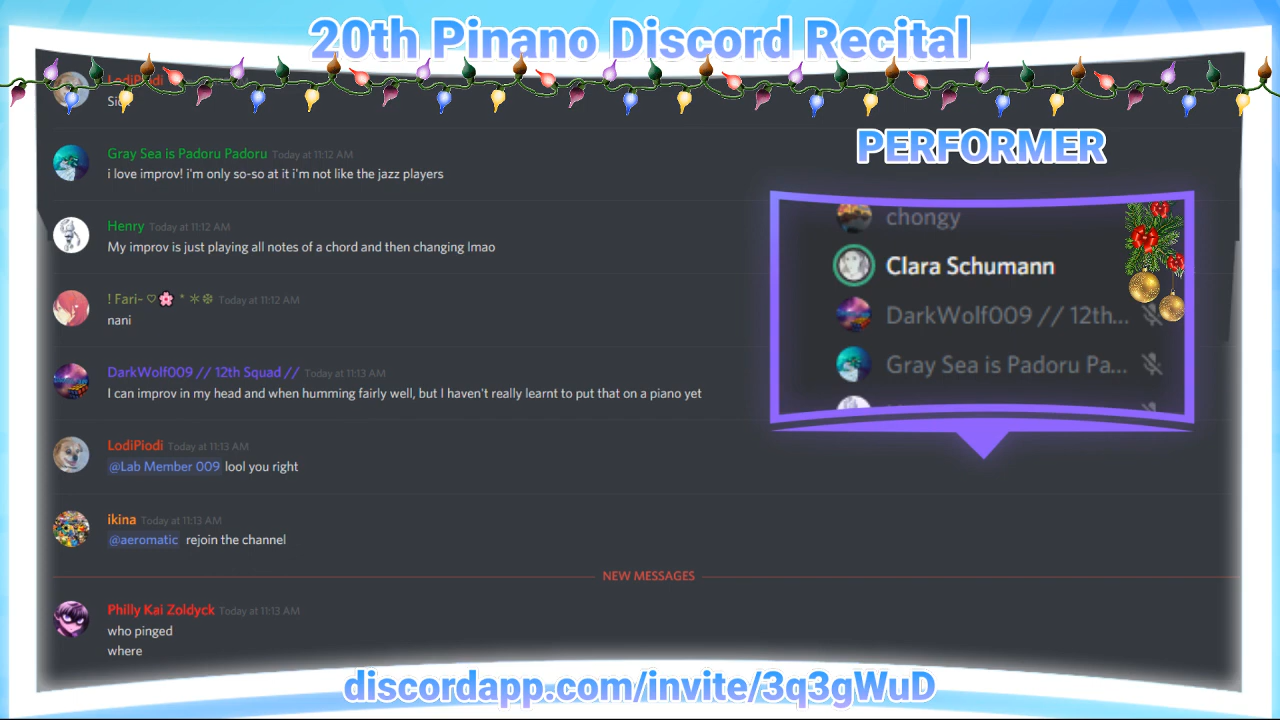 20th Pinano Discord Recital
LodiPiodi
Gray Sea is Padoru Padoru Today at 11:12 AM
i love improv! i'm only so-so at it i'm not like the jazz players
Henry Today at 11:12 AM
My improv is just playing all notes of a chord and then changing lmao
! Fari- ♡🌸 * ✳❄ Today at 11:12 AM
nani
DarkWolf009 // 12th Squad // Today at 11:13 AM
I can improv in my head and when humming fairly well, but I haven't really learnt to put that on a piano yet
LodiPiodi Today at 11:13 AM
@Lab Member 009 lool you right
ikina Today at 11:13 AM
@aeromatic rejoin the channel
NEW MESSAGES
Philly Kai Zoldyck Today at 11:13 AM
who pinged
where
PERFORMER
chongy
Clara Schumann
DarkWolf009 // 12th...
Gray Sea is Padoru Pa...
discordapp.com/invite/3q3gWuD